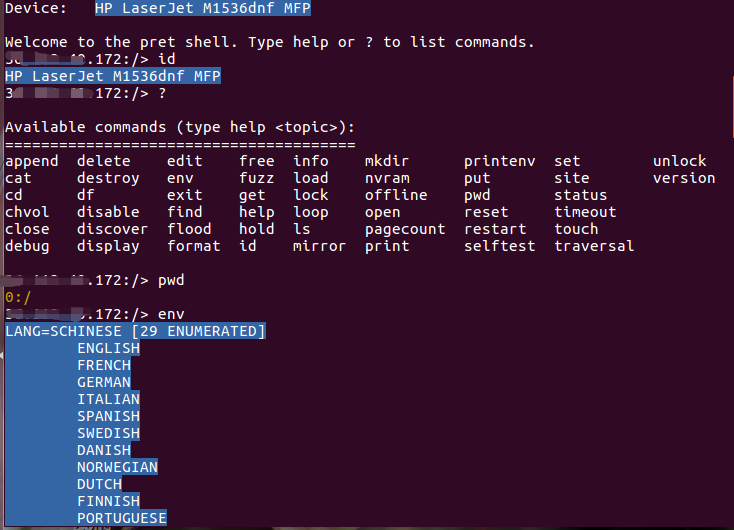 Device:   HP LaserJet M1536dnf MFP
Welcome to the pret shell. Type help or ? to list commands.
.172:/> id
HP LaserJet M1536dnf MFP
.172:/> ?
Available commands (type help <topic>):
=======================================
append  delete    edit    free  info    mkdir      printenv  set        unlock
cat     destroy   env     fuzz  load    nvram      put       site       version
cd      df        exit    get   lock    offline    pwd       status
chvol   disable   find    help  loop    open       reset     timeout
close   discover  flood   hold  ls      pagecount  restart   touch
debug   display   format  id    mirror  print      selftest  traversal
.172:/> pwd
0:/
.172:/> env
LANG=SCHINESE [29 ENUMERATED]
ENGLISH
FRENCH
GERMAN
ITALIAN
SPANISH
SWEDISH
DANISH
NORWEGIAN
DUTCH
FINNISH
PORTUGUESE